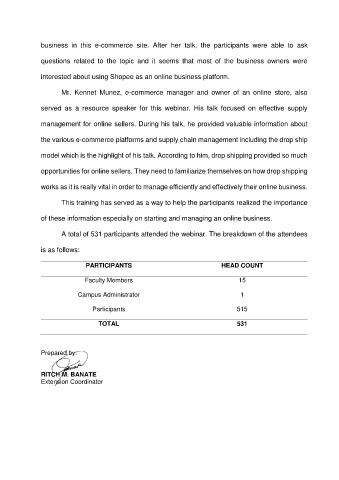 business in this e-commerce site. After her talk, the participants were able to ask
questions related to the topic and it seems that most of the business owners were
interested about using Shopee as an online business platform.
Mr. Kennet Munez, e-commerce manager and owner of an online store, also
served as a resource speaker for this webinar. His talk focused on effective supply
management for online sellers. During his talk, he provided valuable information about
the various e-commerce platforms and supply chain management including the drop ship
model which is the highlight of his talk. According to him, drop shipping provided so much
opportunities for online sellers. They need to familiarize themselves on how drop shipping
works as it is really vital in order to manage efficiently and effectively their online business.
This training has served as a way to help the participants realized the importance
of these information especially on starting and managing an online business.
A total of 531 participants attended the webinar. The breakdown of the attendees
is as follows:
PARTICIPANTS HEAD COUNT
Faculty Members 15
Campus Administrator 1
Participants 515
TOTAL 531
Prepared by:
RITCH M. BANATE
Extension Coordinator